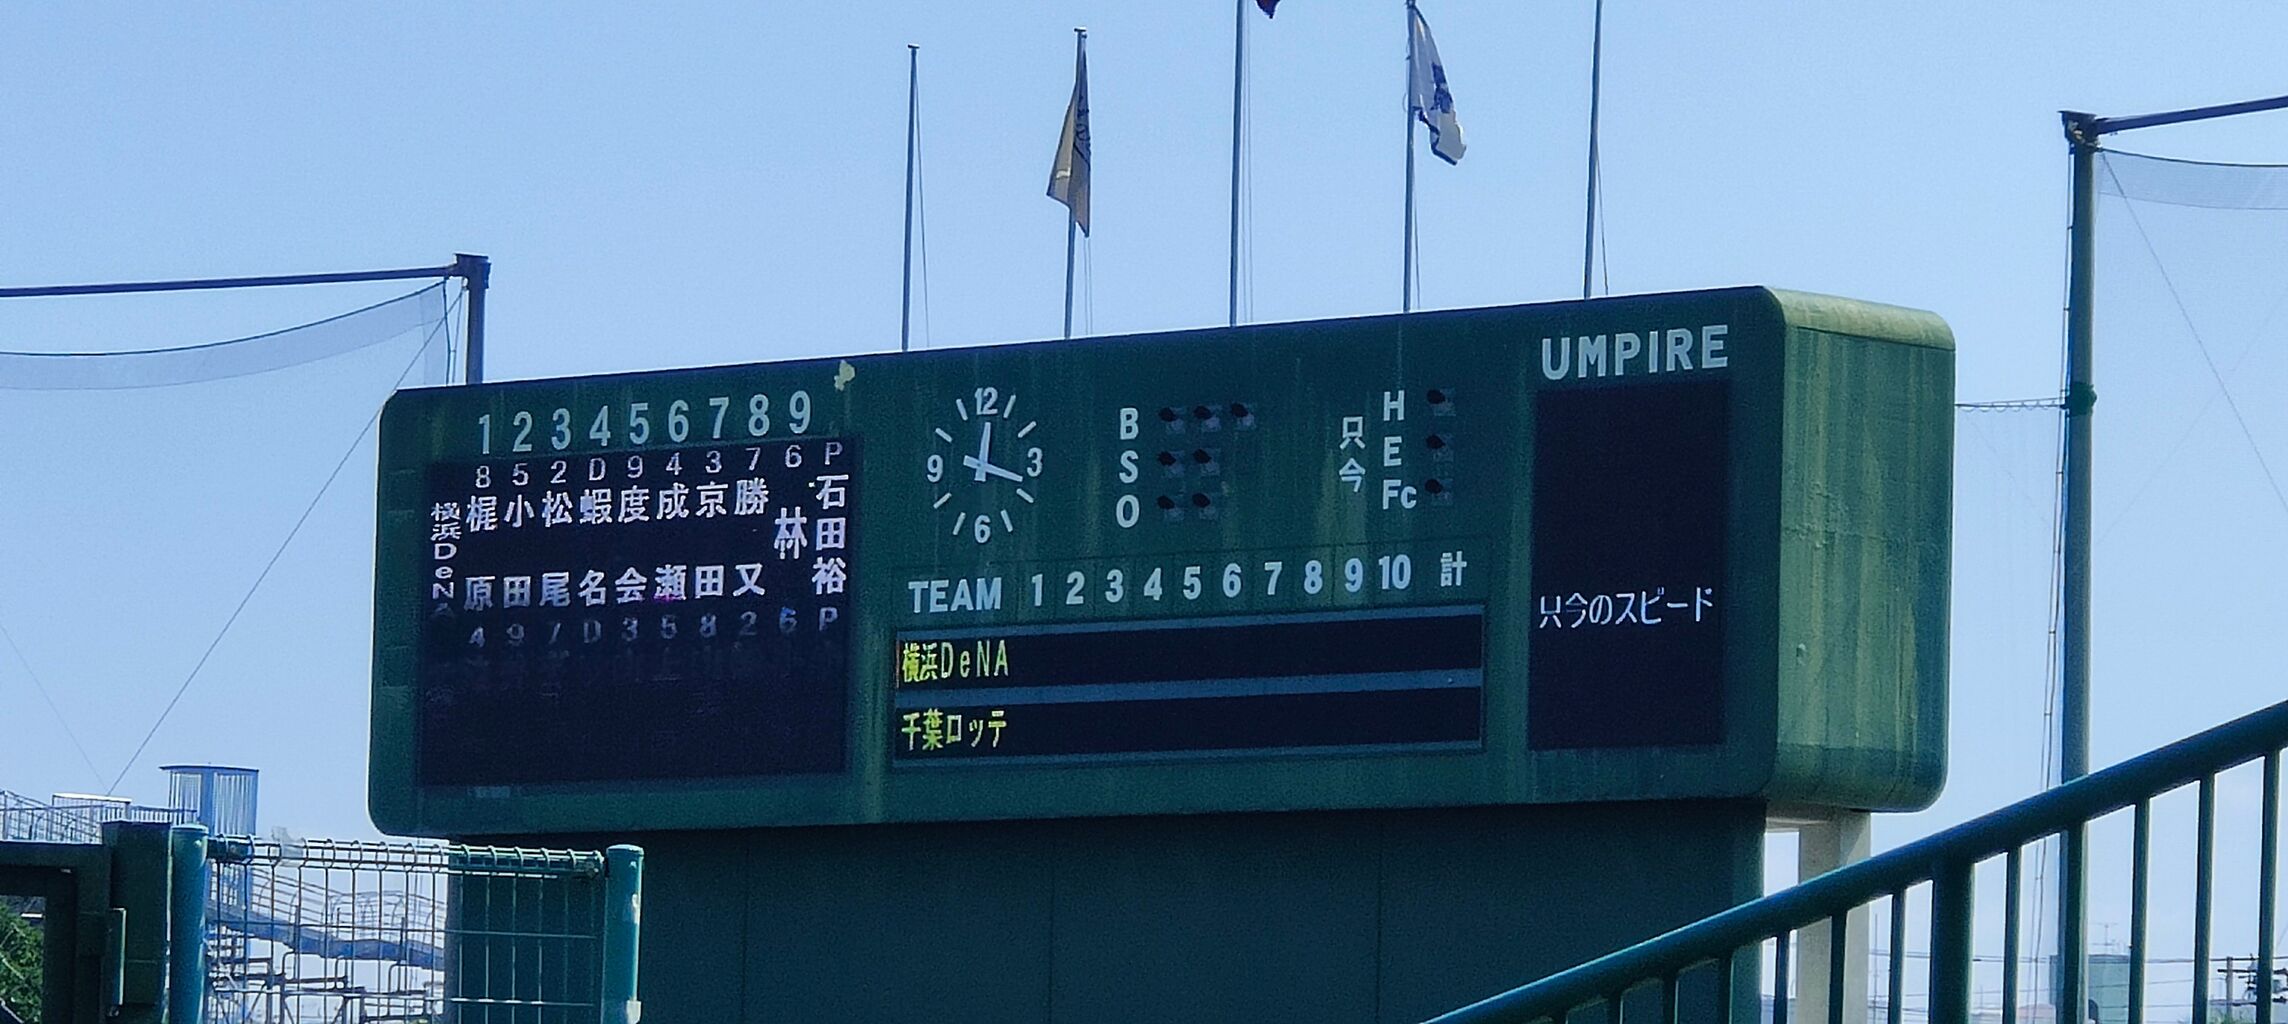 1 2 3 4 5 6 7 8 9
8 5 2 D 9 4 3 7 6 P
横浜DeNA
梶原
小田
松尾
蝦名
度会
成瀬
京田
勝又
林
石田裕
4 9 7 D 3 5 8 2 6 P
12
3
6
9
B
S
O
只今
H
E
Fc
TEAM 1 2 3 4 5 6 7 8 9 10 計
横浜DeNA
千葉ロッテ
UMPIRE
只今のスピード